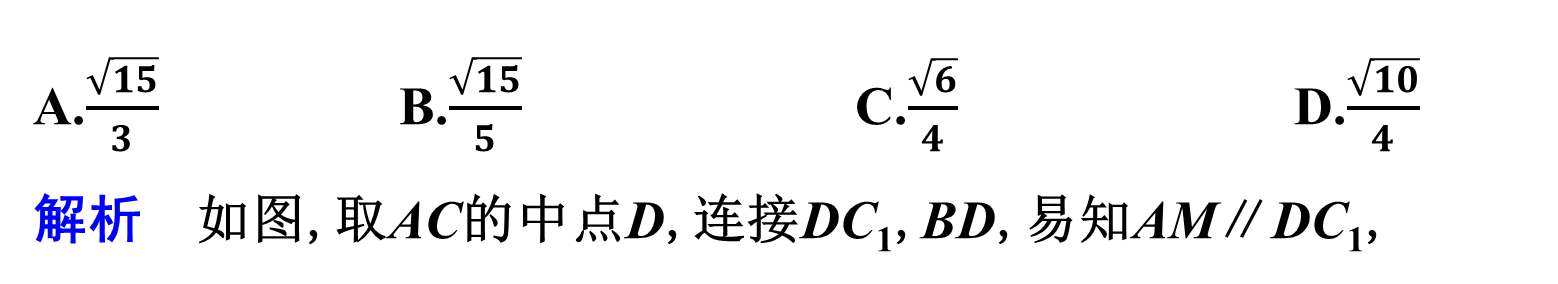 A.√15/3 B.√15/5 C.√6/4 D.√10/4
解析 如图,取AC的中点D,连接DC₁,BD,易知AM∥DC₁,